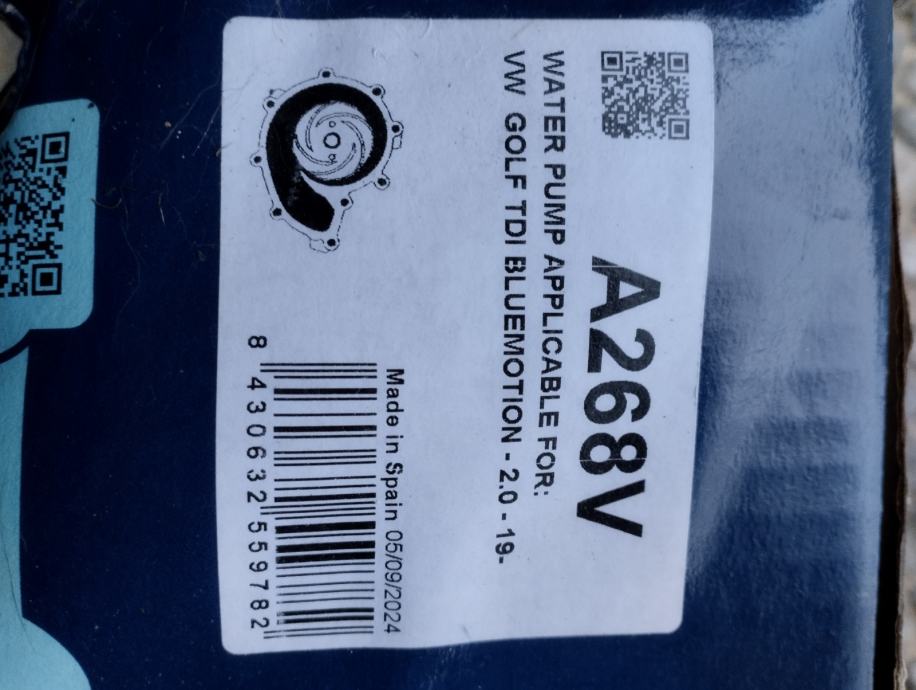 A268V
WATER PUMP APPLICABLE FOR:
VW GOLF TDI BLUEMOTION - 2.0 - 19-
Made in Spain 05/09/2024
8 430632 559782